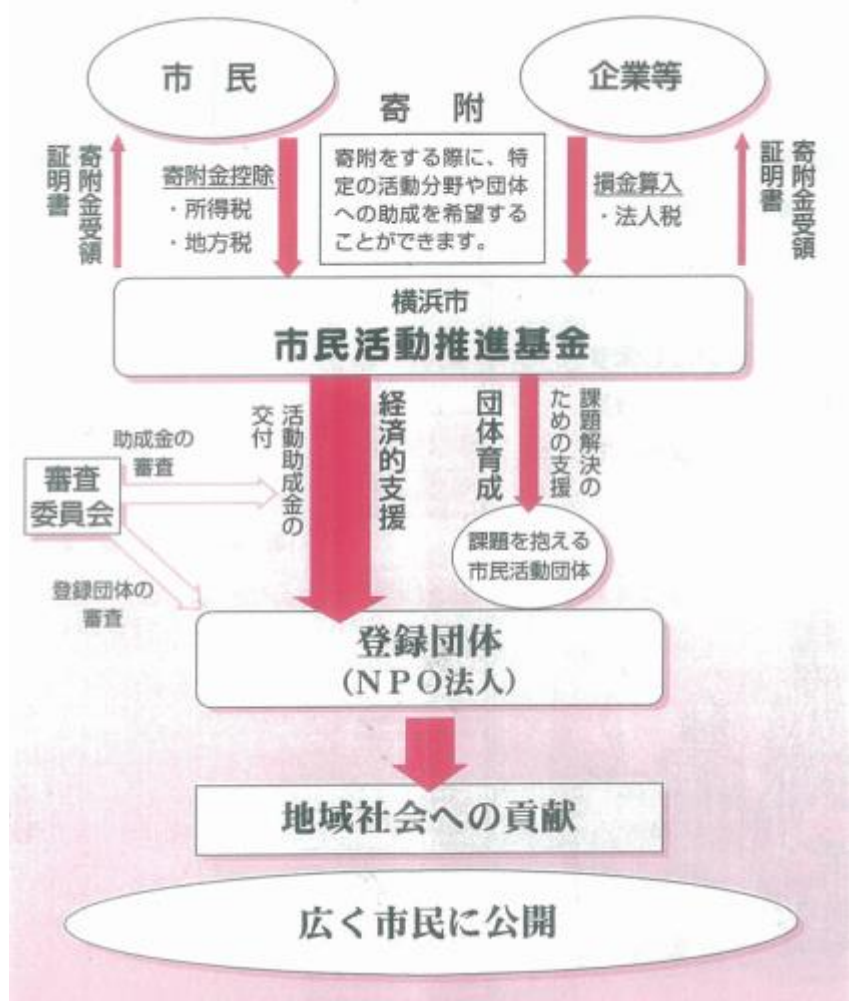 市 民
企業等
寄 附
寄附金受領
証明書
寄附金控除
・所得税
・地方税
寄附をする際に、特
定の活動分野や団体
への助成を希望する
ことができます。
損金算入
・法人税
寄附金受領
証明書
横浜市
市民活動推進基金
活動助成金の
交付
経済的支援
団体育成
課題解決の
ための支援
助成金の
審査
審査
委員会
課題を抱える
市民活動団体
登録団体の
審査
登録団体
（ＮＰＯ法人）
地域社会への貢献
広く市民に公開